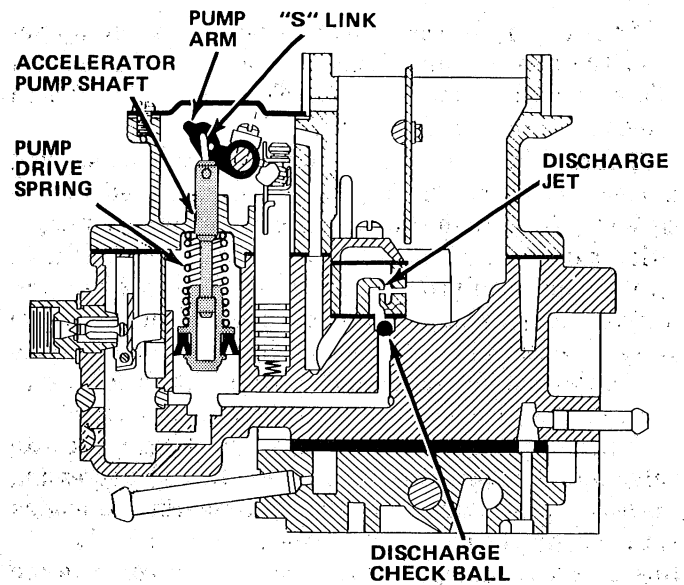 PUMP
ARM
"S" LINK
ACCELERATOR
PUMP SHAFT
PUMP
DRIVE
SPRING
DISCHARGE
JET
DISCHARGE
CHECK BALL